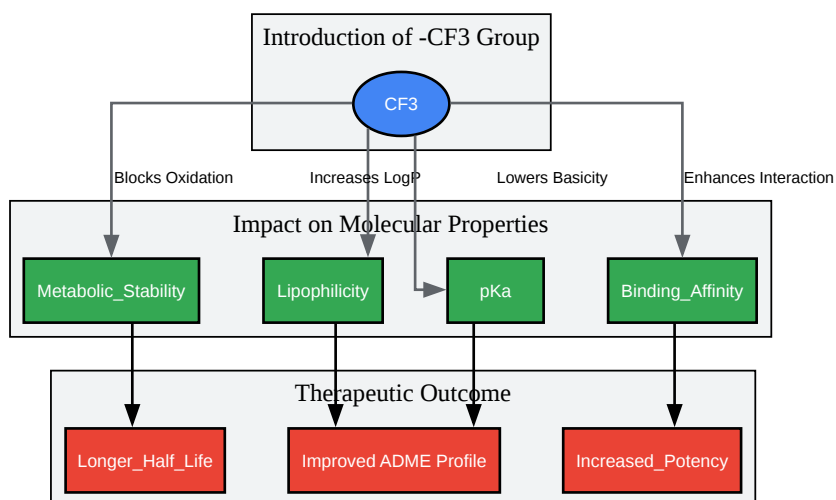 Introduction of -CF3 Group
CF3
Blocks Oxidation
Increases LogP
Lowers Basicity
Enhances Interaction
Impact on Molecular Properties
Metabolic_Stability
Lipophilicity
pKa
Binding_Affinity
Therapeutic Outcome
Longer_Half_Life
Improved ADME Profile
Increased_Potency